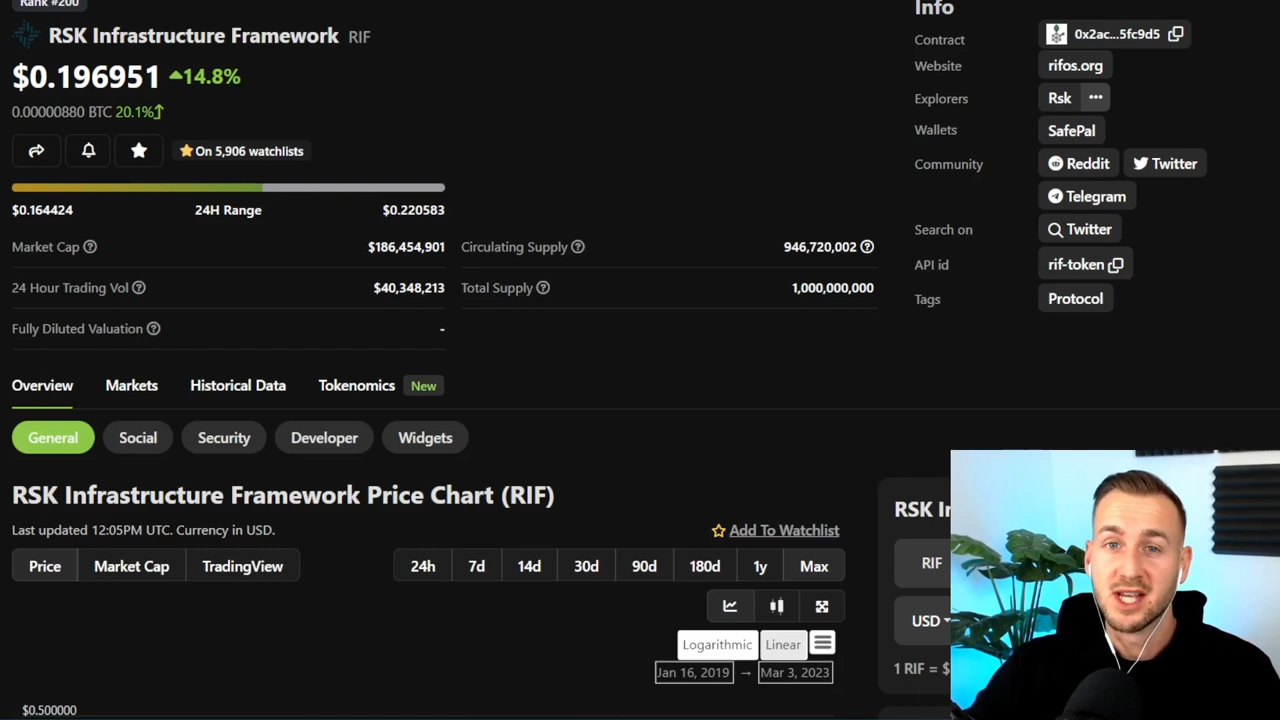 Rank #200
RSK Infrastructure Framework RIF
$0.196951 14.8%
0.00000880 BTC 20.1%
On 5,906 watchlists
$0.164424 24H Range $0.220583
Market Cap $186,454,901
24 Hour Trading Vol $40,348,213
Fully Diluted Valuation -
Circulating Supply 946,720,002
Total Supply 1,000,000,000
Info
Contract 0x2ac...5fc9d5
Website rifos.org
Explorers Rsk •••
Wallets SafePal
Community Reddit Twitter
Telegram
Search on Twitter
API id rif-token
Tags Protocol
Overview Markets Historical Data Tokenomics New
General Social Security Developer Widgets
RSK Infrastructure Framework Price Chart (RIF)
Last updated 12:05PM UTC. Currency in USD.
Add To Watchlist
Price Market Cap TradingView
24h 7d 14d 30d 90d 180d 1y Max
Logarithmic Linear
Jan 16, 2019 → Mar 3, 2023
$0.500000
RSK
RIF
USD
1 RIF = $